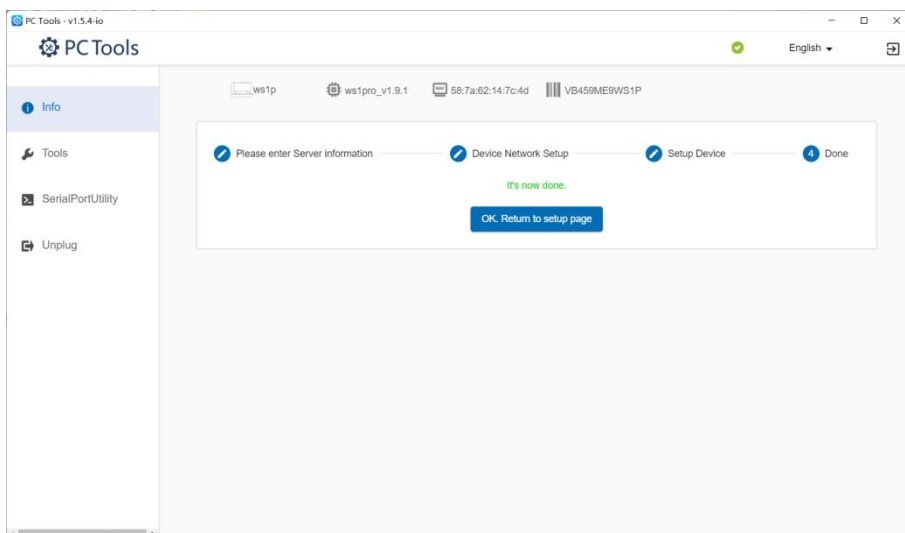 PC Tools - v1.5.4-io
PC Tools
English
ws1p ws1pro_v1.9.1 MAC 58:7a:62:14:7c:4d VB459ME9WS1P
Info
Tools
SerialPortUtility
Unplug
Please enter Server information Device Network Setup Setup Device 4 Done
It's now done.
OK. Return to setup page